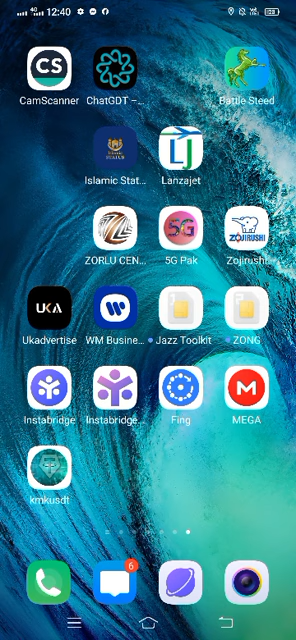 4G 12:40
CS
CamScanner ChatGDT –... Battle Steed
LJ
Islamic Stat... Lanzajet
5G ZOJIRUSHI
ZORLU CEN... 5G Pak Zojirushi...
UKA W
Ukadvertise WM Busine... Jazz Toolkit ZONG
M
Instabridge Instabridge... Fing MEGA
kmkusdt
6